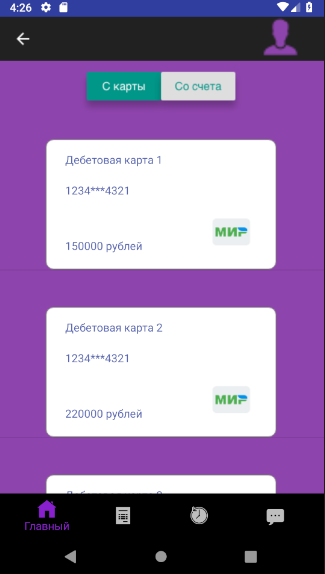 4:26
С карты
Со счета
Дебетовая карта 1
1234***4321
МИР
150000 рублей
Дебетовая карта 2
1234***4321
МИР
220000 рублей
Главный